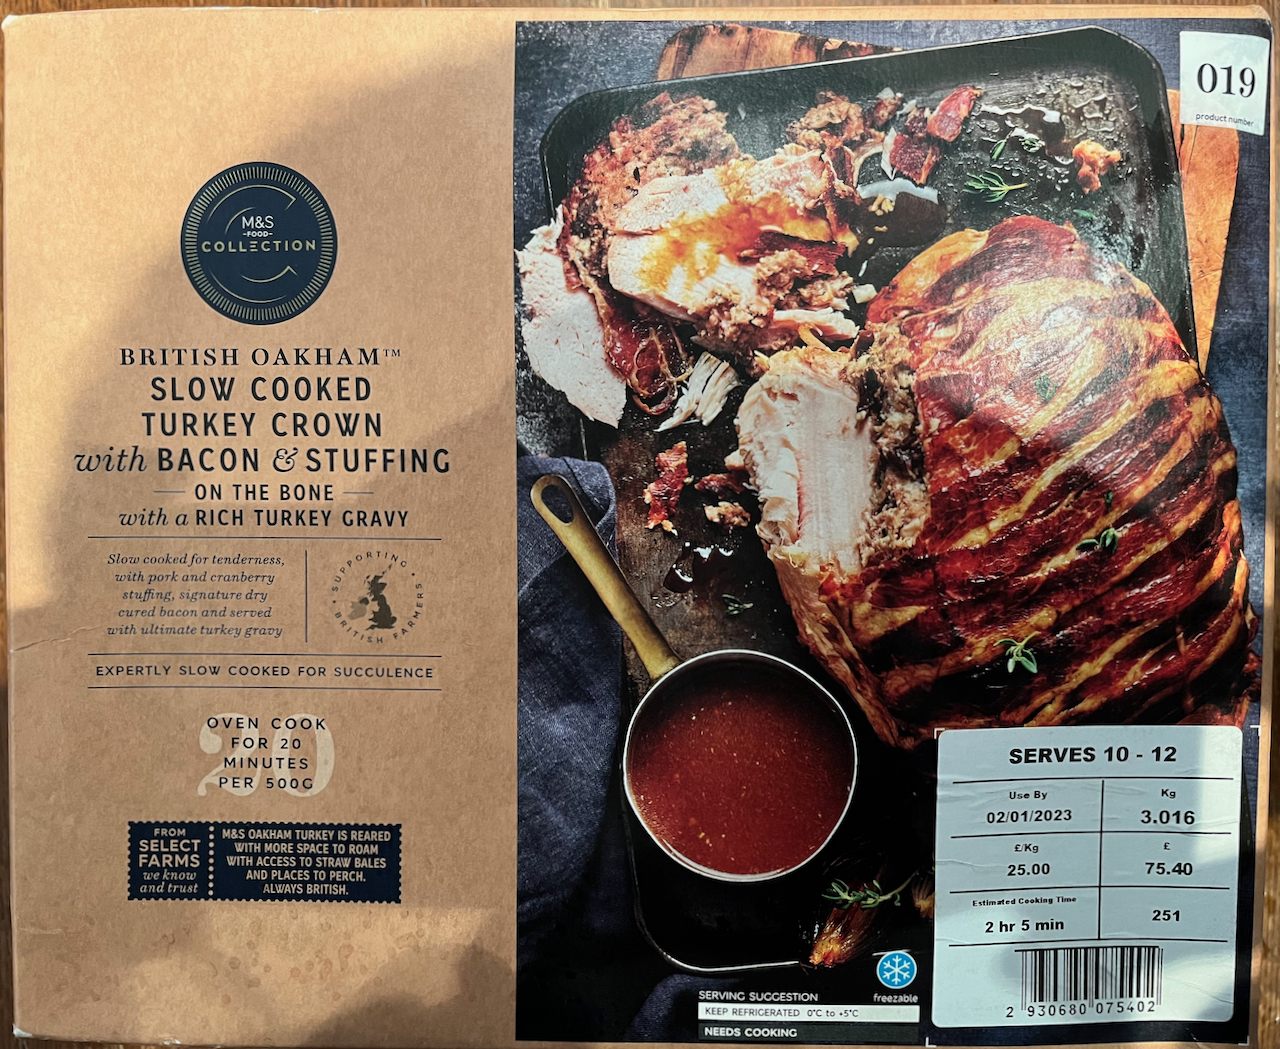 M&S
-FOOD-
COLLECTION
BRITISH OAKHAM™
SLOW COOKED
TURKEY CROWN
with BACON & STUFFING
ON THE BONE
with a RICH TURKEY GRAVY
Slow cooked for tenderness,
with pork and cranberry
stuffing, signature dry
cured bacon and served
with ultimate turkey gravy
• SUPPORTING •
BRITISH FARMERS
EXPERTLY SLOW COOKED FOR SUCCULENCE
20
OVEN COOK
FOR 20
MINUTES
PER 500G
FROM
SELECT
FARMS
we know
and trust
M&S OAKHAM TURKEY IS REARED
WITH MORE SPACE TO ROAM
WITH ACCESS TO STRAW BALES
AND PLACES TO PERCH.
ALWAYS BRITISH.
019
product number
SERVES 10 - 12
Use By
02/01/2023
Kg
3.016
£/Kg
25.00
£
75.40
Estimated Cooking Time
2 hr 5 min
251
2 930680 075402
freezable
SERVING SUGGESTION
KEEP REFRIGERATED 0°C to +5°C
NEEDS COOKING